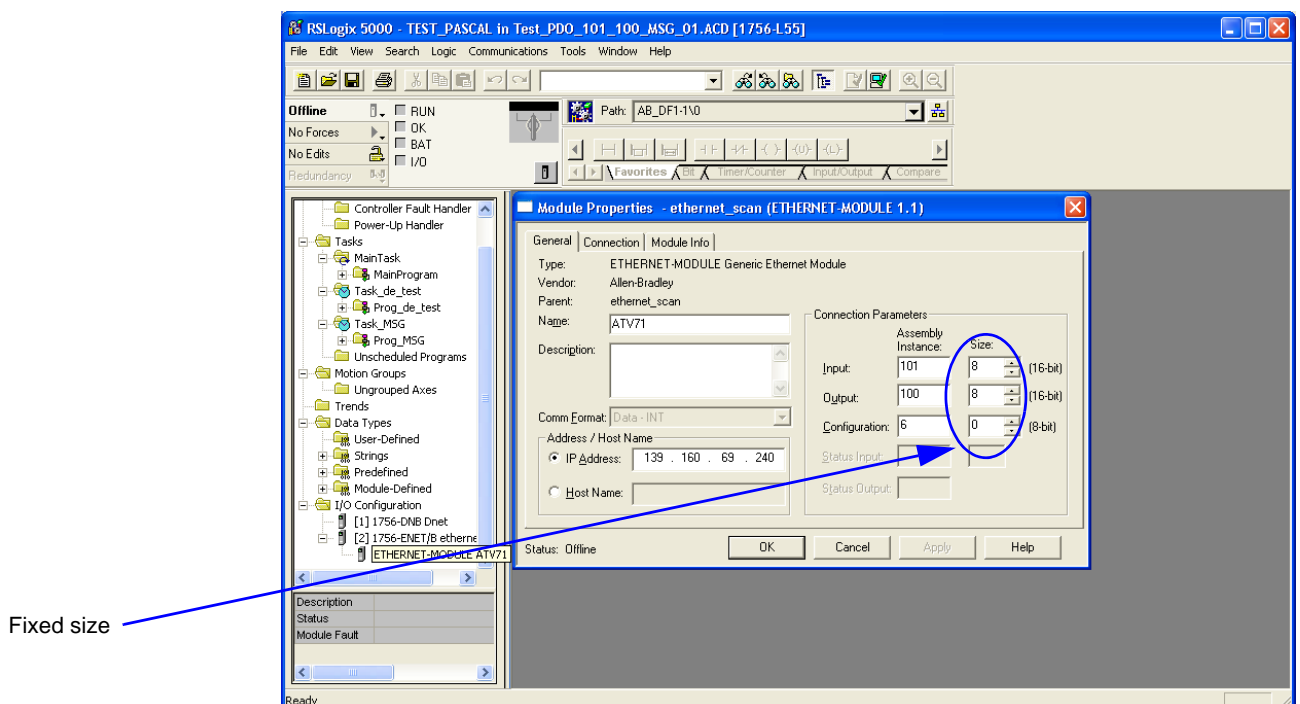 RSLogix 5000 - TEST_PASCAL in Test_PDO_101_100_MSG_01.ACD [1756-L55]
File Edit View Search Logic Communications Tools Window Help
Offline
RUN
No Forces
OK
No Edits
BAT
Redundancy
I/O
Path: AB_DF1-1\0
Favorites Bit Timer/Counter Input/Output Compare
Controller Fault Handler
Power-Up Handler
Tasks
MainTask
MainProgram
Task_de_test
Prog_de_test
Task_MSG
Prog_MSG
Unscheduled Programs
Motion Groups
Ungrouped Axes
Trends
Data Types
User-Defined
Strings
Predefined
Module-Defined
I/O Configuration
[1] 1756-DNB Dnet
[2] 1756-ENET/B etherne
ETHERNET-MODULE ATV71
Description
Status
Module Fault
Module Properties - ethernet_scan (ETHERNET-MODULE 1.1)
General Connection Module Info
Type: ETHERNET-MODULE Generic Ethernet Module
Vendor: Allen-Bradley
Parent: ethernet_scan
Name: ATV71
Description:
Comm Format: Data - INT
Address / Host Name
IP Address: 139 . 160 . 69 . 240
Host Name:
Connection Parameters
Assembly
Instance: Size:
Input: 101 8 (16-bit)
Output: 100 8 (16-bit)
Configuration: 6 0 (8-bit)
Status Input:
Status Output:
Status: Offline
OK Cancel Apply Help
Fixed size
Ready